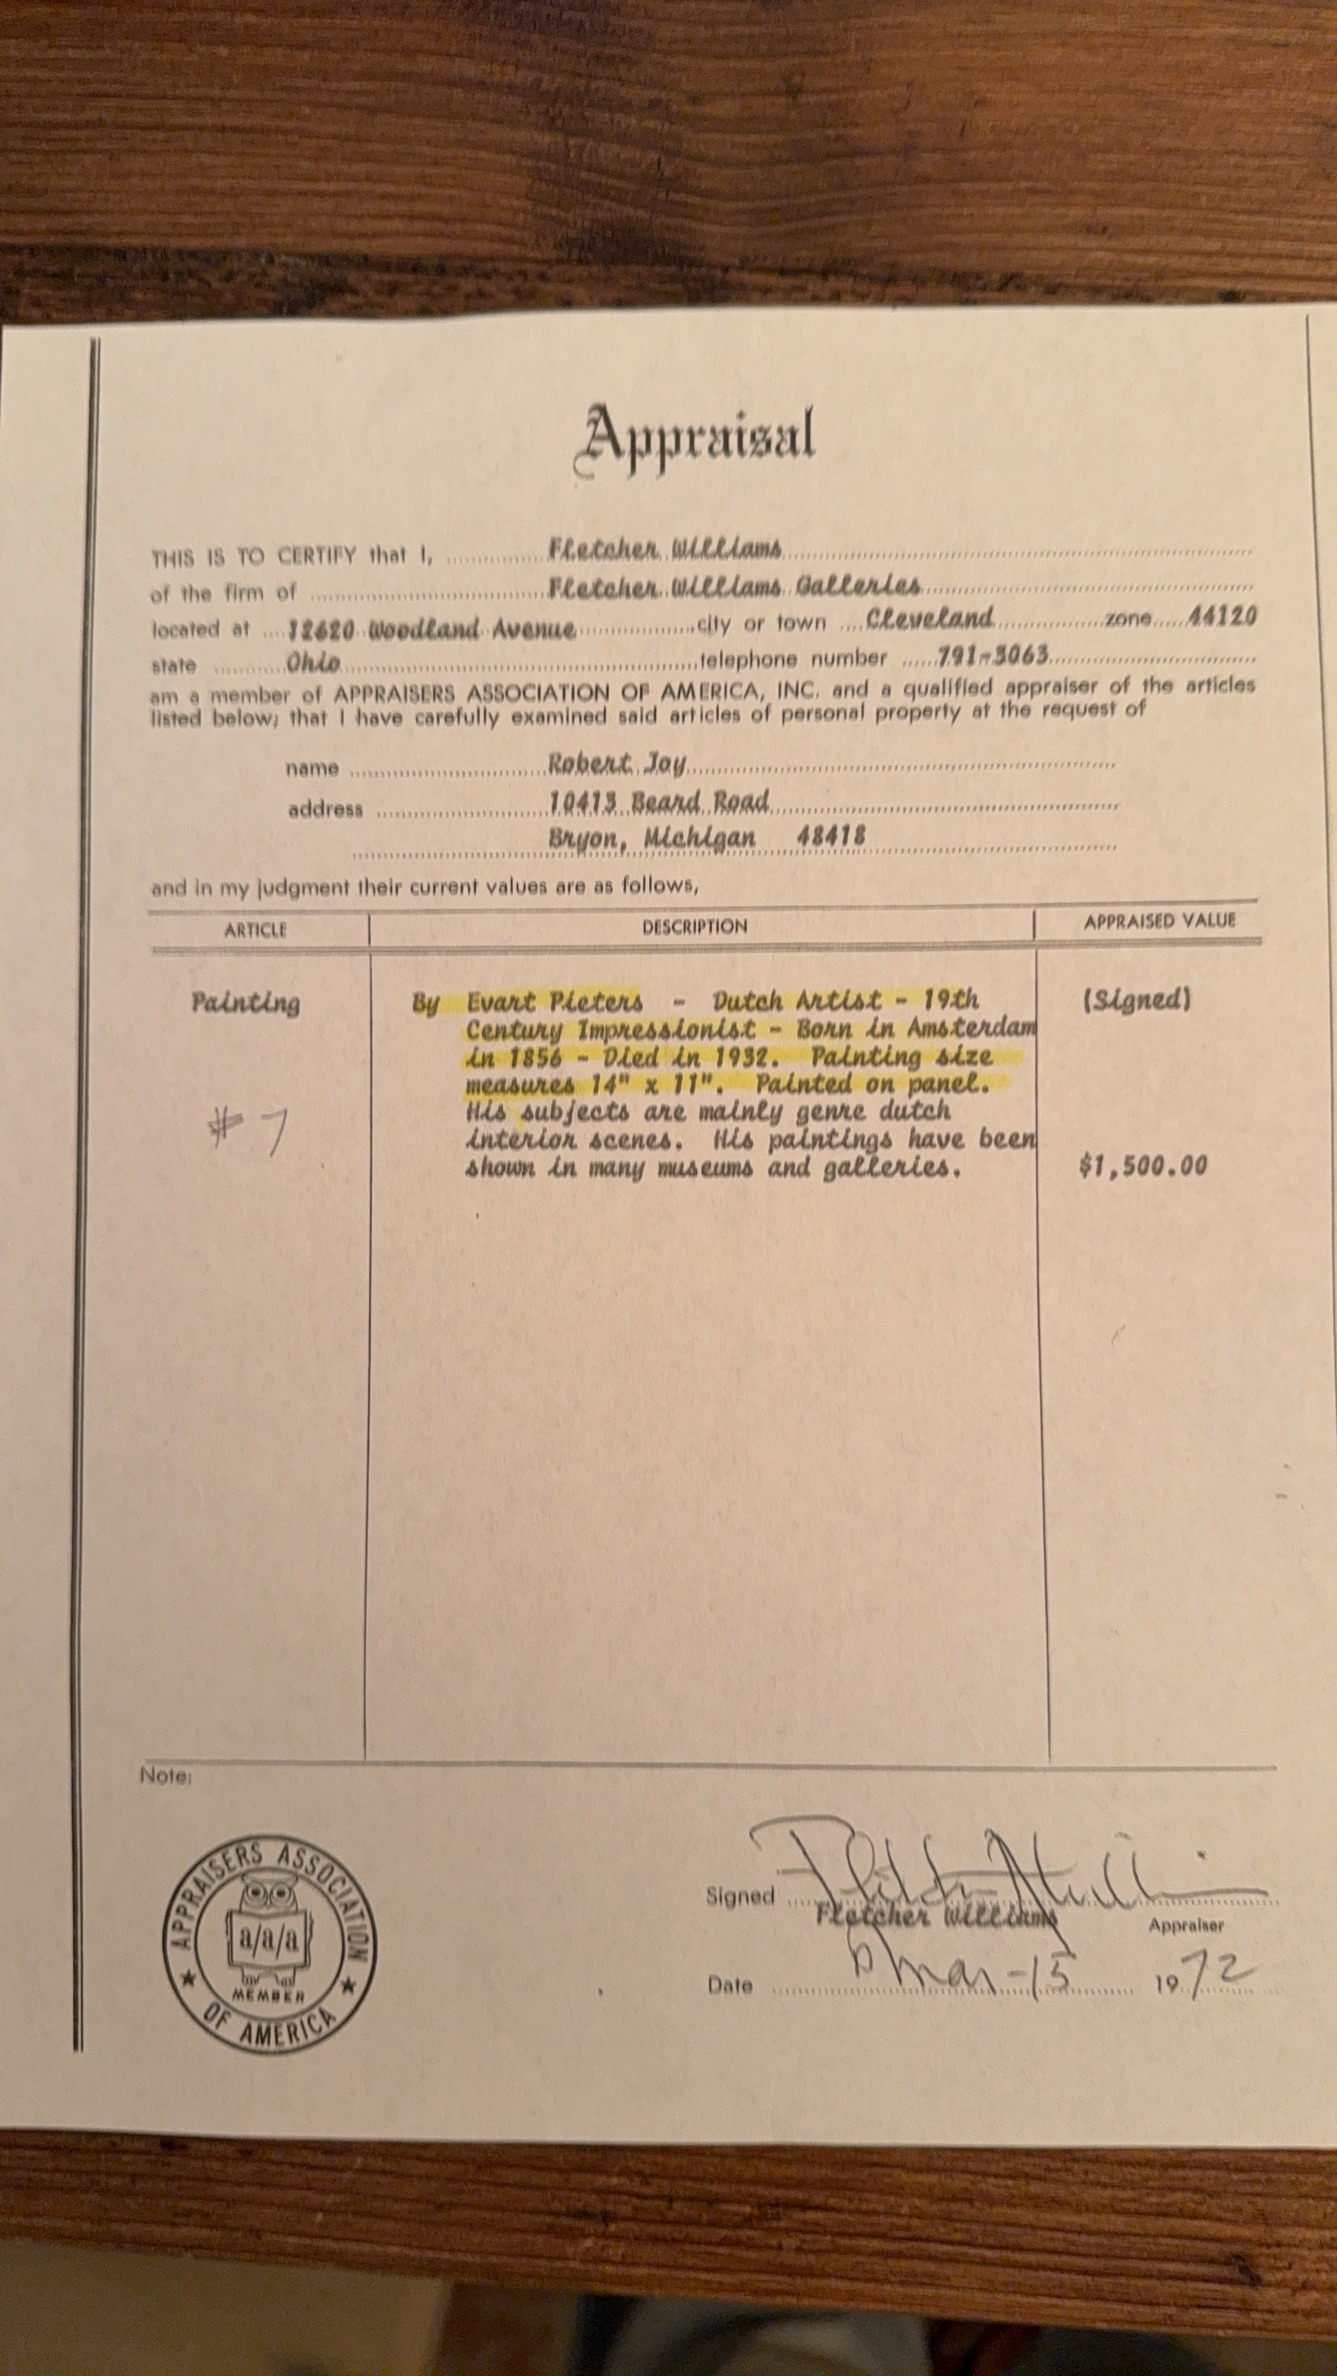 Appraisal
THIS IS TO CERTIFY that I, Fletcher Williams
of the firm of Fletcher Williams Galleries
located at 12620 Woodland Avenue city or town Cleveland zone 44120
state Ohio telephone number 791-3063
am a member of APPRAISERS ASSOCIATION OF AMERICA, INC. and a qualified appraiser of the articles
listed below; that I have carefully examined said articles of personal property at the request of
name Robert Joy
address 10413 Beard Road
Bryon, Michigan 48418
and in my judgment their current values are as follows,
ARTICLE DESCRIPTION APPRAISED VALUE
Painting By Evart Pieters - Dutch Artist - 19th (Signed)
Century Impressionist - Born in Amsterdam
in 1856 - Died in 1932. Painting size
measures 14" x 11". Painted on panel.
#7 His subjects are mainly genre dutch
interior scenes. His paintings have been
shown in many museums and galleries. $1,500.00
Note:
APPRAISERS ASSOCIATION OF AMERICA
a/a/a
MEMBER
Signed Fletcher Williams
Fletcher Williams Appraiser
Date Mar-15 1972